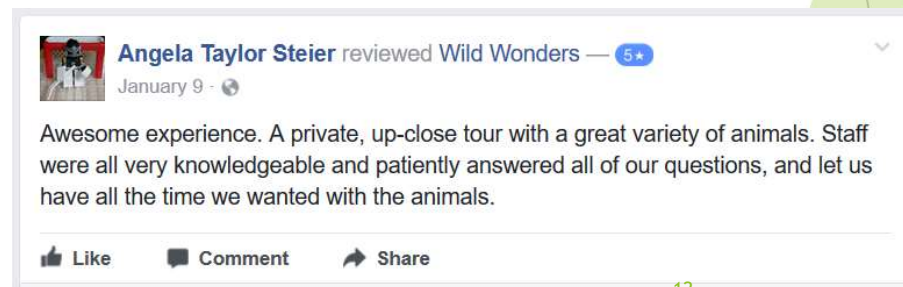 Angela Taylor Steier reviewed Wild Wonders — 5★
January 9 ·
Awesome experience. A private, up-close tour with a great variety of animals. Staff
were all very knowledgeable and patiently answered all of our questions, and let us
have all the time we wanted with the animals.
Like Comment Share